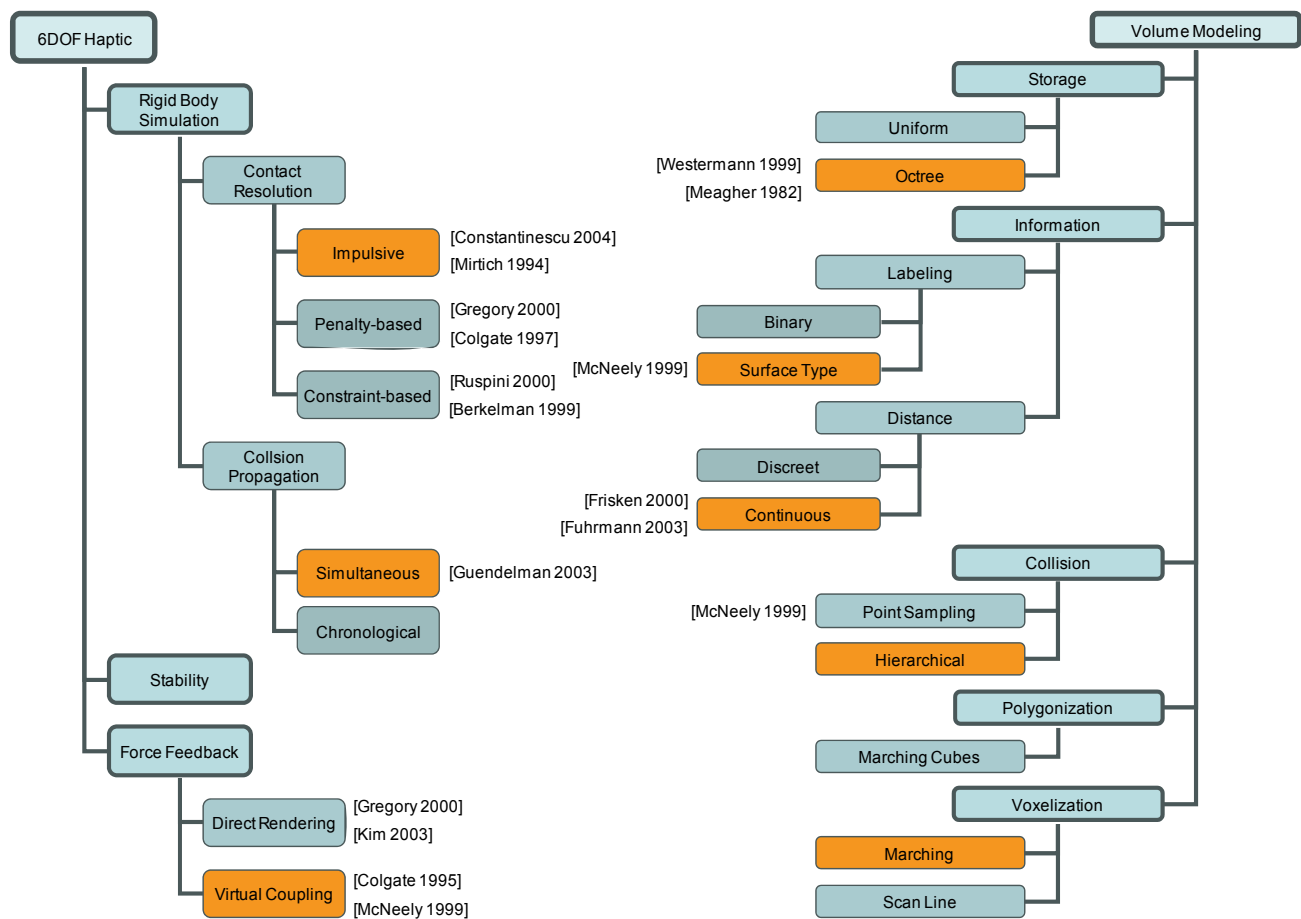 6DOF Haptic
Rigid Body
Simulation
Contact
Resolution
Impulsive
[Constantinescu 2004]
[Mirtich 1994]
Penalty-based
[Gregory 2000]
[Colgate 1997]
Constraint-based
[Ruspini 2000]
[Berkelman 1999]
Collsion
Propagation
Simultaneous
[Guendelman 2003]
Chronological
Stability
Force Feedback
Direct Rendering
[Gregory 2000]
[Kim 2003]
Virtual Coupling
[Colgate 1995]
[McNeely 1999]
Volume Modeling
Storage
Uniform
[Westermann 1999]
[Meagher 1982]
Octree
Information
Labeling
Binary
[McNeely 1999]
Surface Type
Distance
Discreet
[Frisken 2000]
[Fuhrmann 2003]
Continuous
Collision
[McNeely 1999]
Point Sampling
Hierarchical
Polygonization
Marching Cubes
Voxelization
Marching
Scan Line